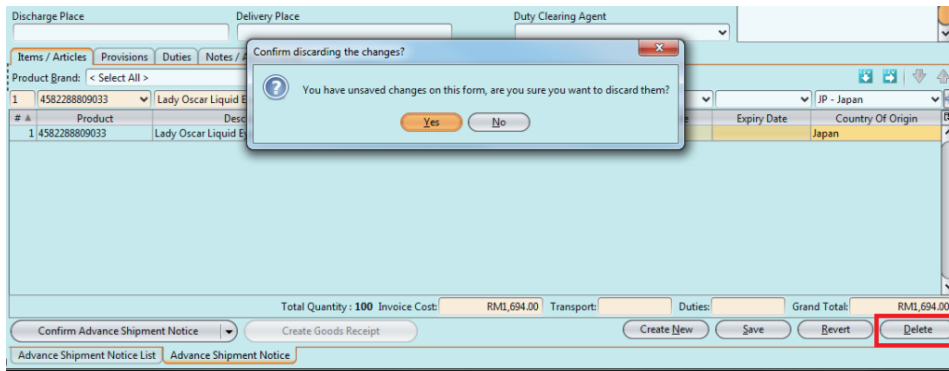 Discharge Place Delivery Place Duty Clearing Agent
Confirm discarding the changes?
Items / Articles Provisions Duties Notes /
Product Brand: < Select All >
You have unsaved changes on this form, are you sure you want to discard them?
1 4582288809033 Lady Oscar Liquid JP - Japan
Yes No
# Product Expiry Date Country Of Origin
1 4582288809033 Lady Oscar Liquid Japan
Total Quantity : 100 Invoice Cost: RM1,694.00 Transport: Duties: Grand Total: RM1,694.00
Confirm Advance Shipment Notice Create Goods Receipt Create New Save Revert Delete
Advance Shipment Notice List Advance Shipment Notice